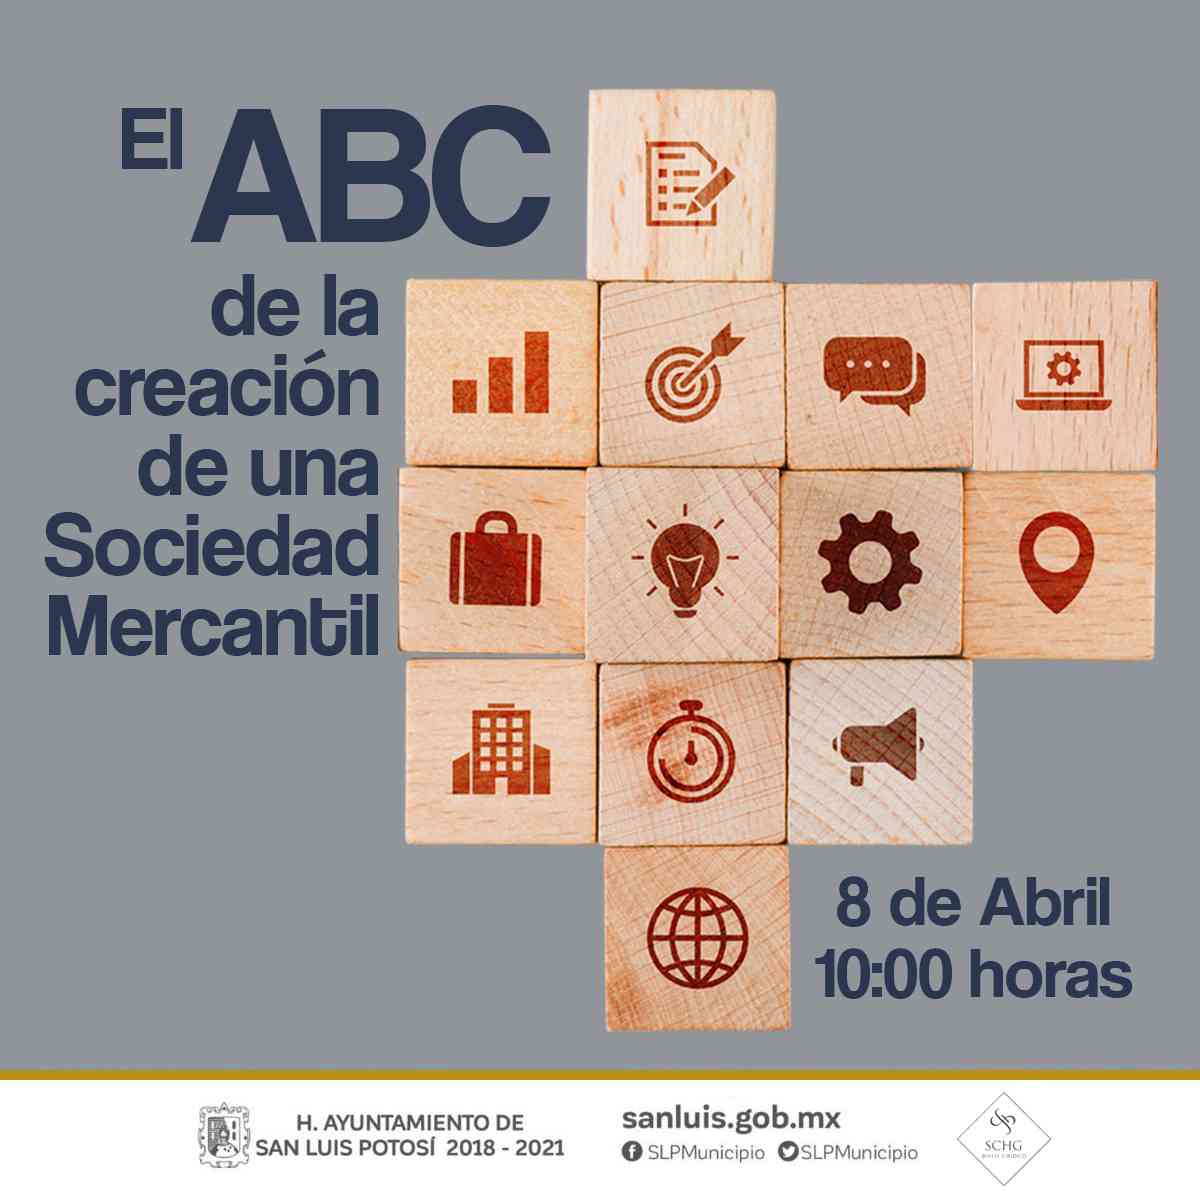 El ABC
de la
creación
de una
Sociedad
Mercantil
8 de Abril
10:00 horas
H. AYUNTAMIENTO DE
SAN LUIS POTOSÍ 2018 - 2021
sanluis.gob.mx
SLPMunicipio SLPMunicipio
SCHG